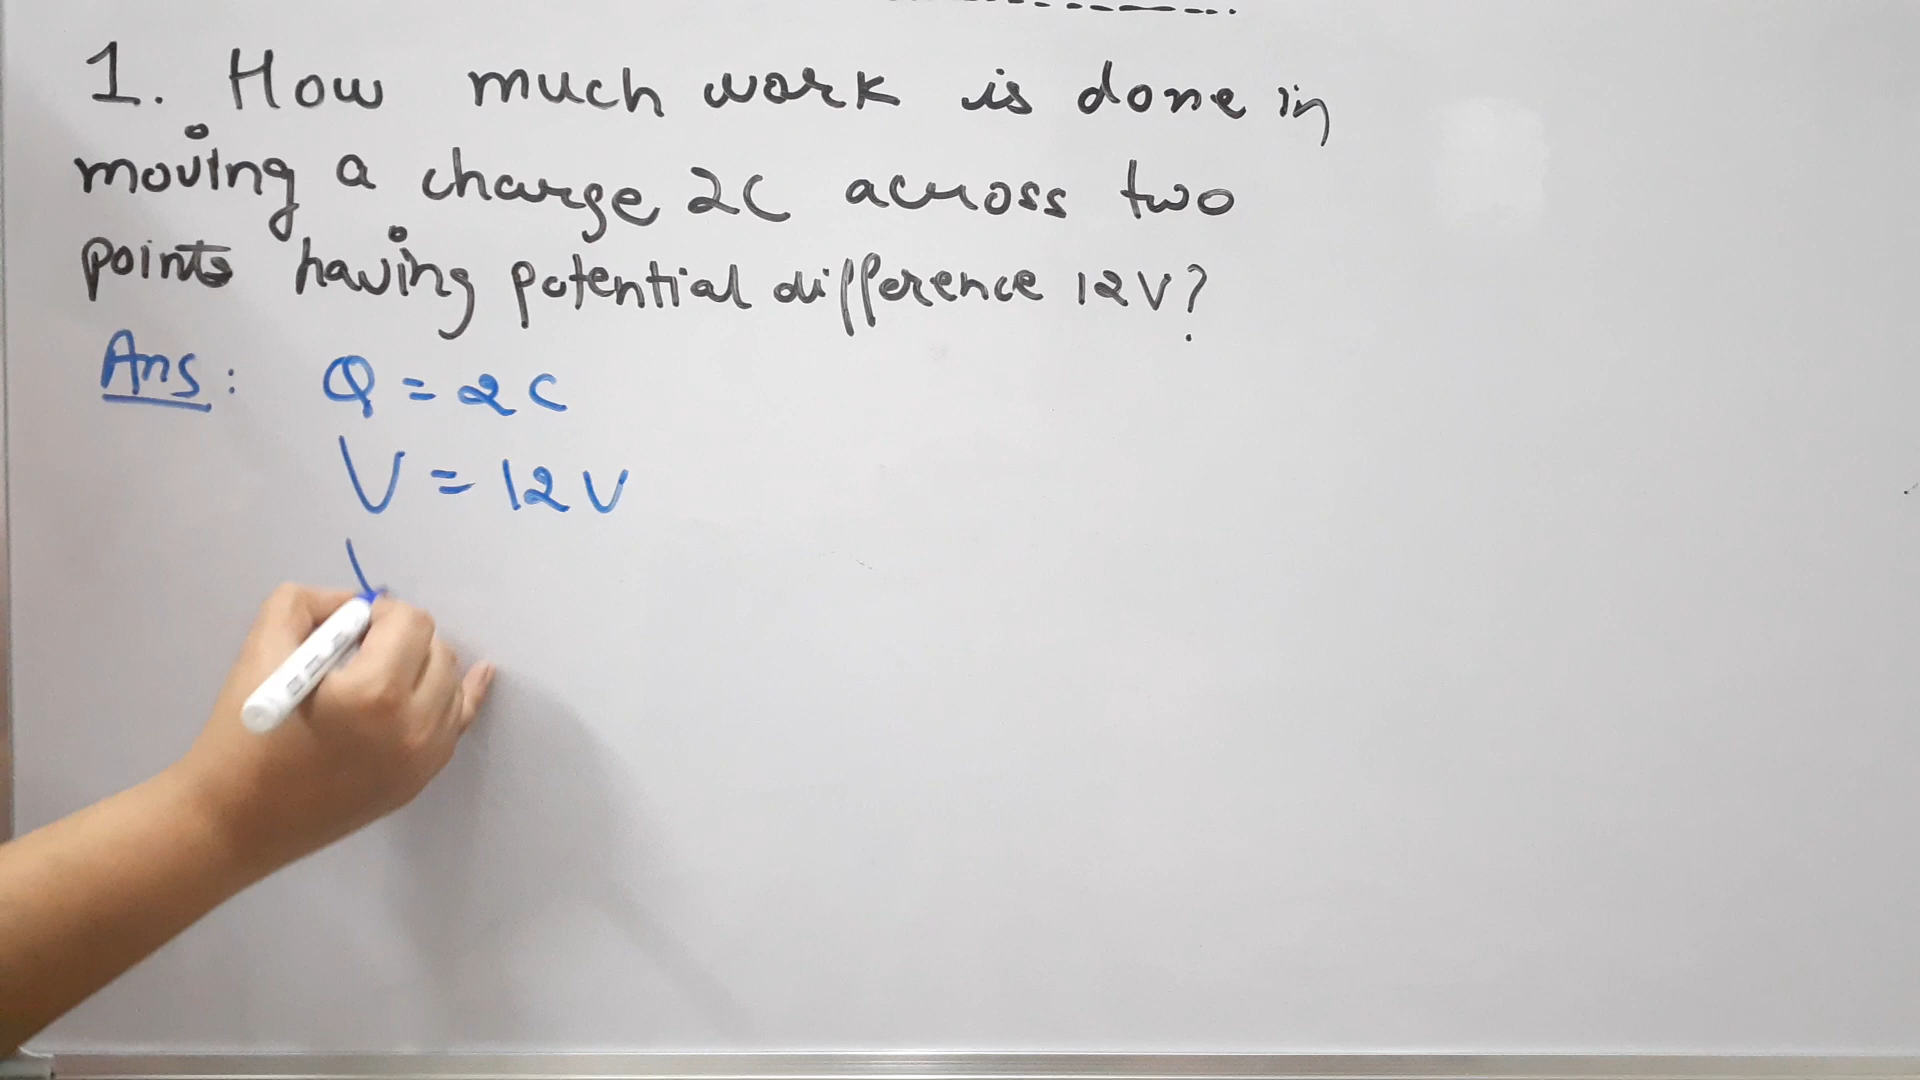 1. How much work is done in
moving a charge 2C across two
points having potential difference 12V?
Ans: Q = 2C
V = 12V